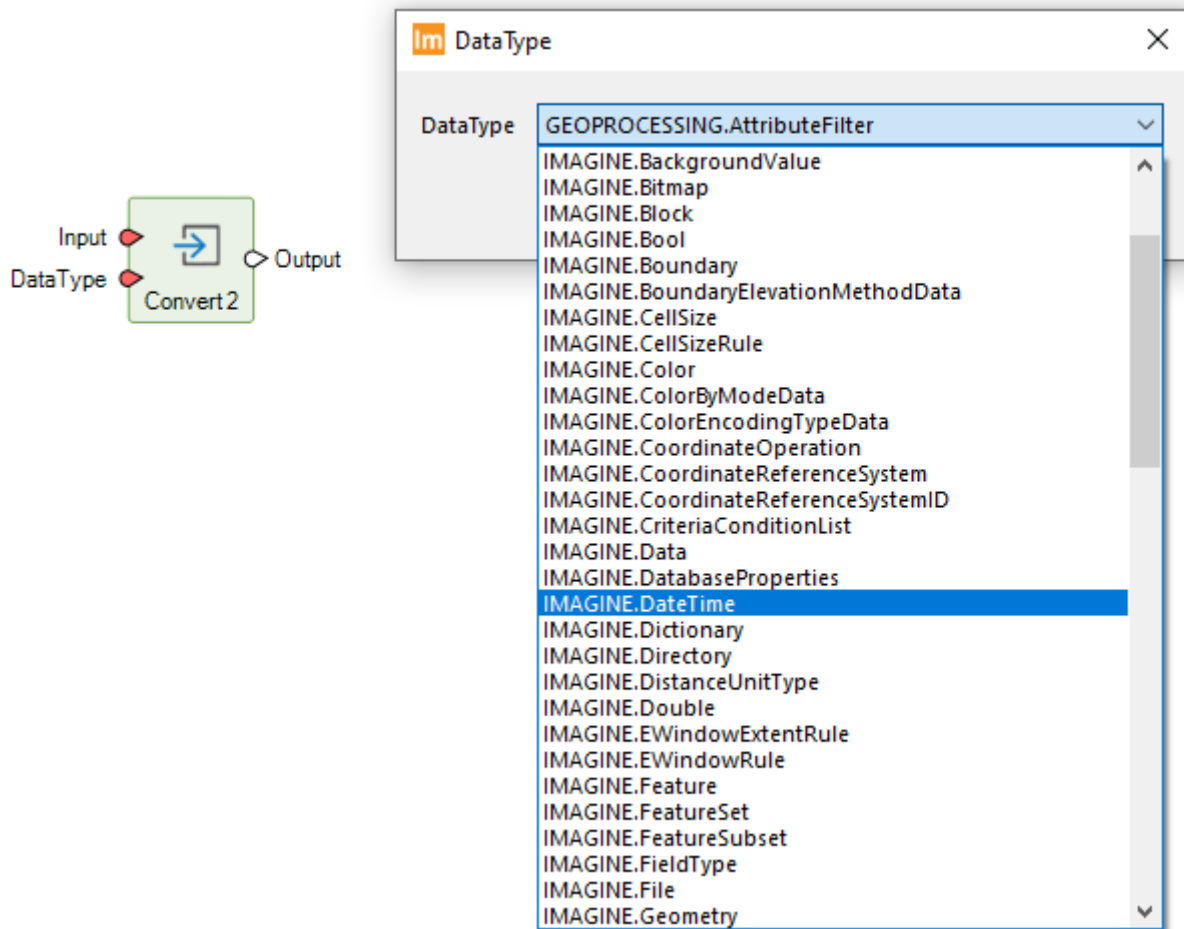 Im DataType
DataType GEOPROCESSING.AttributeFilter
IMAGINE.BackgroundValue
IMAGINE.Bitmap
IMAGINE.Block
IMAGINE.Bool
IMAGINE.Boundary
IMAGINE.BoundaryElevationMethodData
IMAGINE.CellSize
IMAGINE.CellSizeRule
IMAGINE.Color
IMAGINE.ColorByModeData
IMAGINE.ColorEncodingTypeData
IMAGINE.CoordinateOperation
IMAGINE.CoordinateReferenceSystem
IMAGINE.CoordinateReferenceSystemID
IMAGINE.CriteriaConditionList
IMAGINE.Data
IMAGINE.DatabaseProperties
IMAGINE.DateTime
IMAGINE.Dictionary
IMAGINE.Directory
IMAGINE.DistanceUnitType
IMAGINE.Double
IMAGINE.EWindowExtentRule
IMAGINE.EWindowRule
IMAGINE.Feature
IMAGINE.FeatureSet
IMAGINE.FeatureSubset
IMAGINE.FieldType
IMAGINE.File
IMAGINE.Geometry
Input
DataType
Output
Convert2